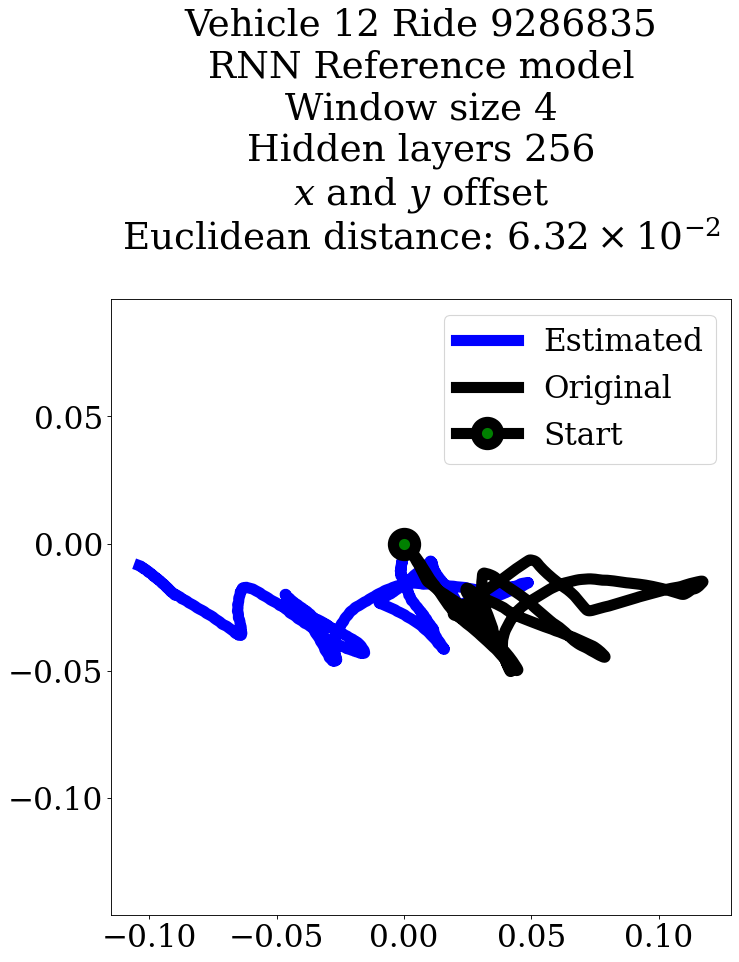 Vehicle 12 Ride 9286835
RNN Reference model
Window size 4
Hidden layers 256
x and y offset
Euclidean distance: 6.32 × 10⁻²
Estimated
Original
Start
0.05
0.00
−0.05
−0.10
−0.10 −0.05 0.00 0.05 0.10